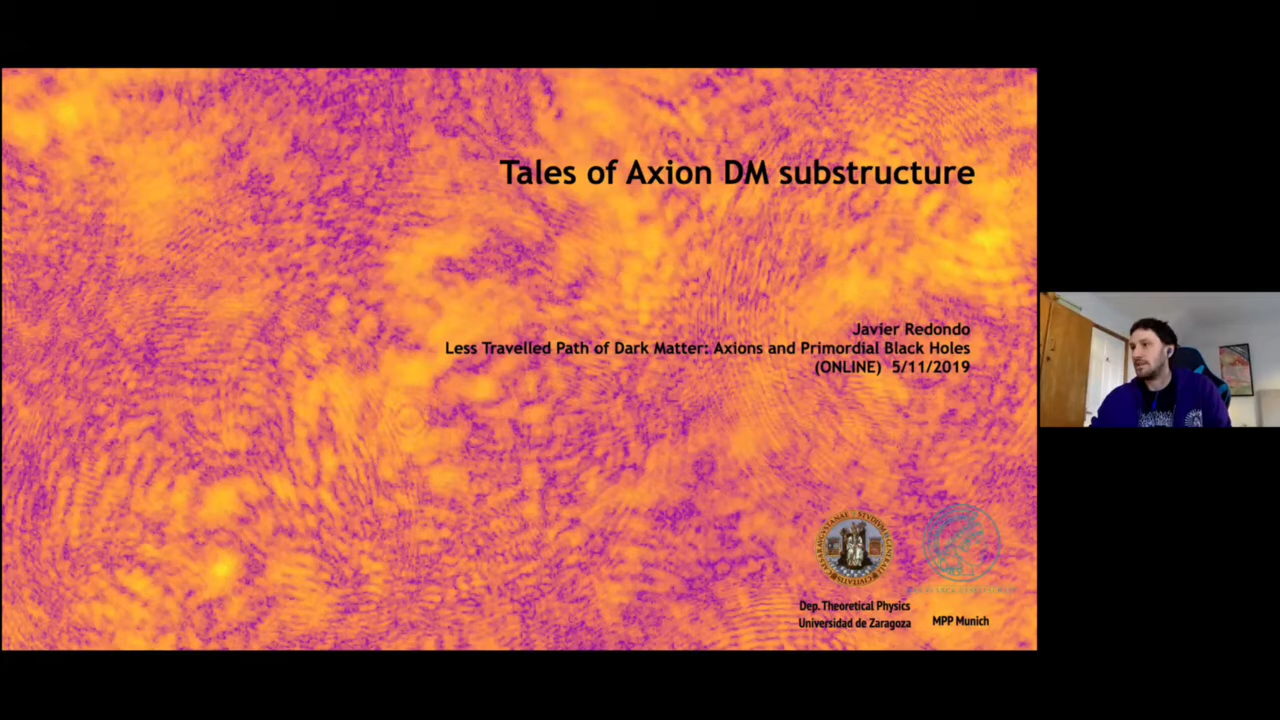 Tales of Axion DM substructure
Javier Redondo
Less Travelled Path of Dark Matter: Axions and Primordial Black Holes
(ONLINE) 5/11/2019
Dep. Theoretical Physics
Universidad de Zaragoza
MPP Munich